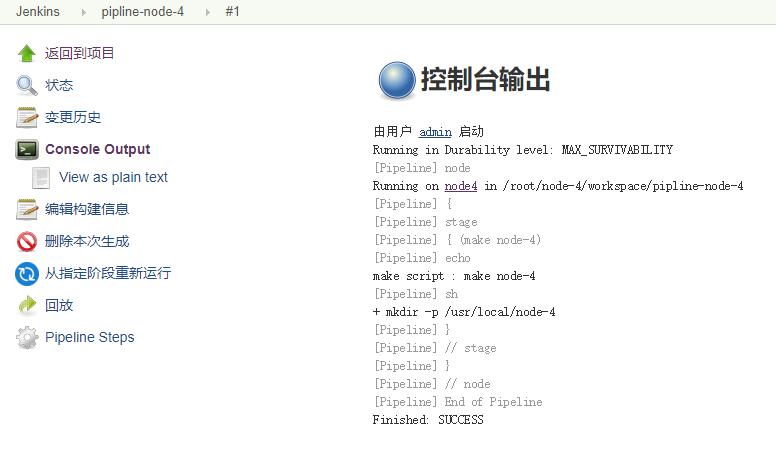 Jenkins pipline-node-4 #1
返回到项目
状态
变更历史
Console Output
View as plain text
编辑构建信息
删除本次生成
从指定阶段重新运行
回放
Pipeline Steps
控制台输出
由用户 admin 启动
Running in Durability level: MAX_SURVIVABILITY
[Pipeline] node
Running on node4 in /root/node-4/workspace/pipline-node-4
[Pipeline] {
[Pipeline] stage
[Pipeline] { (make node-4)
[Pipeline] echo
make script : make node-4
[Pipeline] sh
+ mkdir -p /usr/local/node-4
[Pipeline] }
[Pipeline] // stage
[Pipeline] }
[Pipeline] // node
[Pipeline] End of Pipeline
Finished: SUCCESS